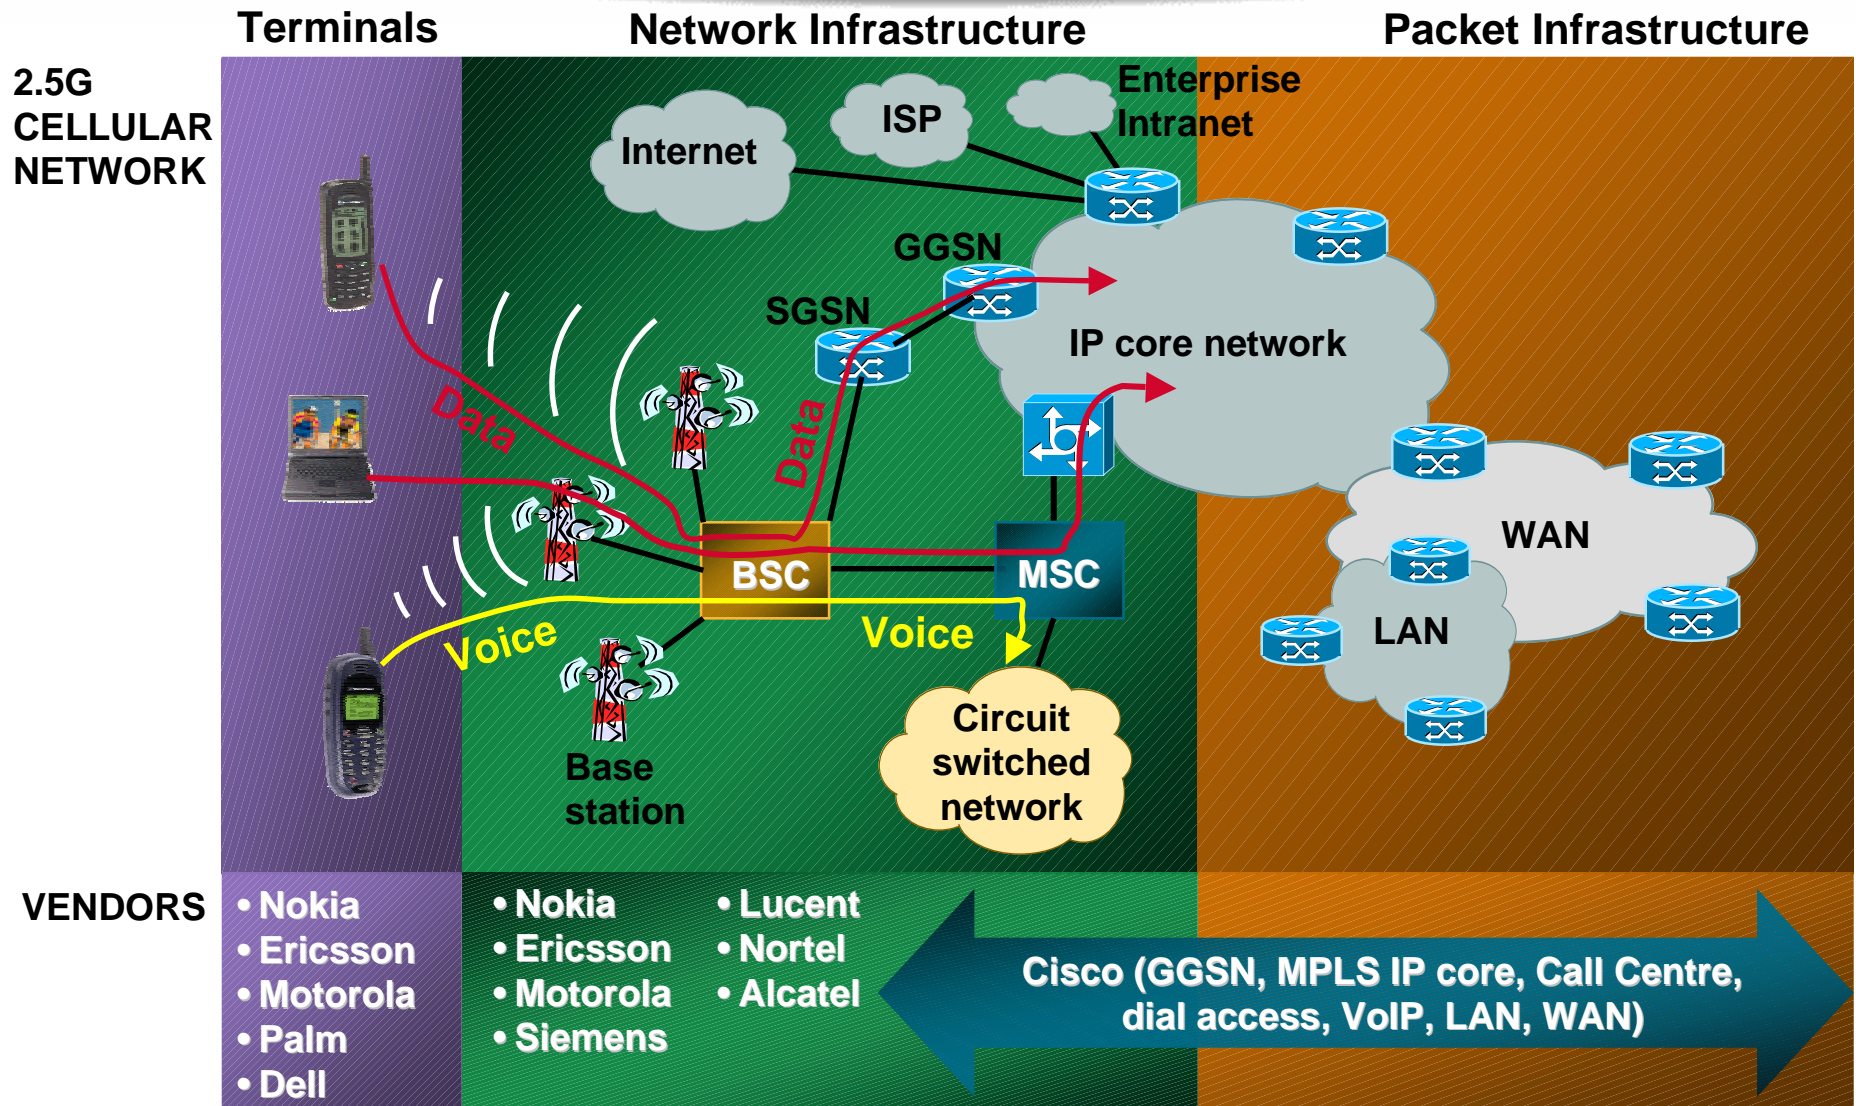 Terminals
Network Infrastructure
Packet Infrastructure
2.5G
CELLULAR
NETWORK
Internet
ISP
Enterprise
Intranet
GGSN
SGSN
IP core network
Data
Data
BSC
MSC
WAN
LAN
Voice
Voice
Base
station
Circuit
switched
network
VENDORS
• Nokia
• Ericsson
• Motorola
• Palm
• Dell
• Nokia
• Ericsson
• Motorola
• Siemens
• Lucent
• Nortel
• Alcatel
Cisco (GGSN, MPLS IP core, Call Centre,
dial access, VoIP, LAN, WAN)